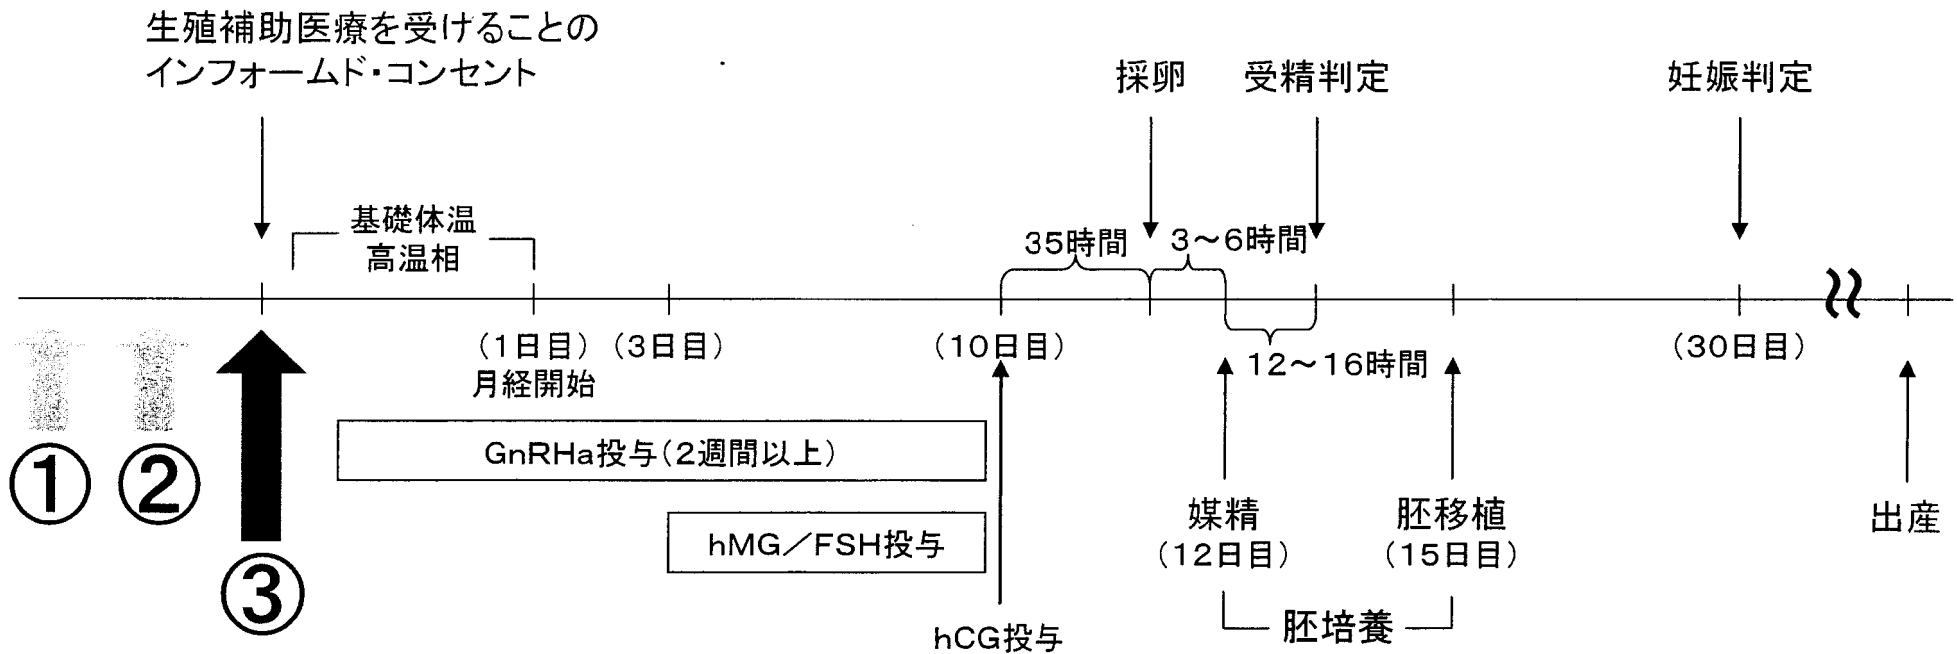 生殖補助医療を受けることの
インフォームド・コンセント
採卵
受精判定
妊娠判定
基礎体温
高温相
35時間
3～6時間
(1日目)
月経開始
(3日目)
(10日目)
12～16時間
(30日目)
①
②
③
GnRHa投与(2週間以上)
hMG／FSH投与
hCG投与
媒精
(12日目)
胚移植
(15日目)
胚培養
出産